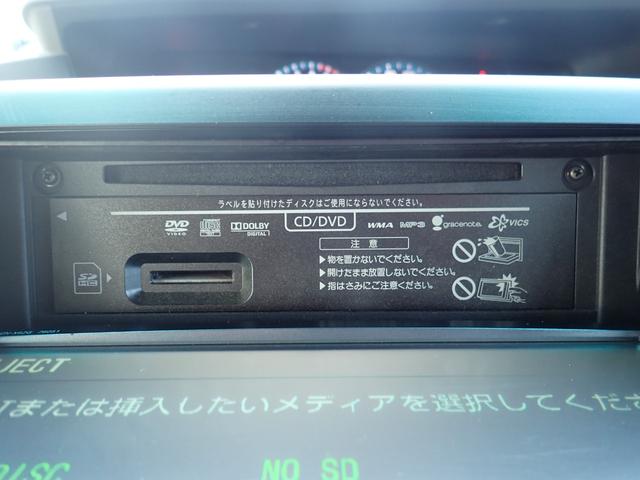 ラベルを貼り付けたディスクはご使用にならないでください。
DVD VIDEO
DOLBY DIGITAL
CD/DVD
WMA
MP3
gracenote.
VICS
注 意
▶物を置かないでください。
▶開けたまま放置しないでください。
▶指はさみにご注意ください。
SD HC
JECT
または挿入したいメディアを選択してくださ
DISC
NO SD